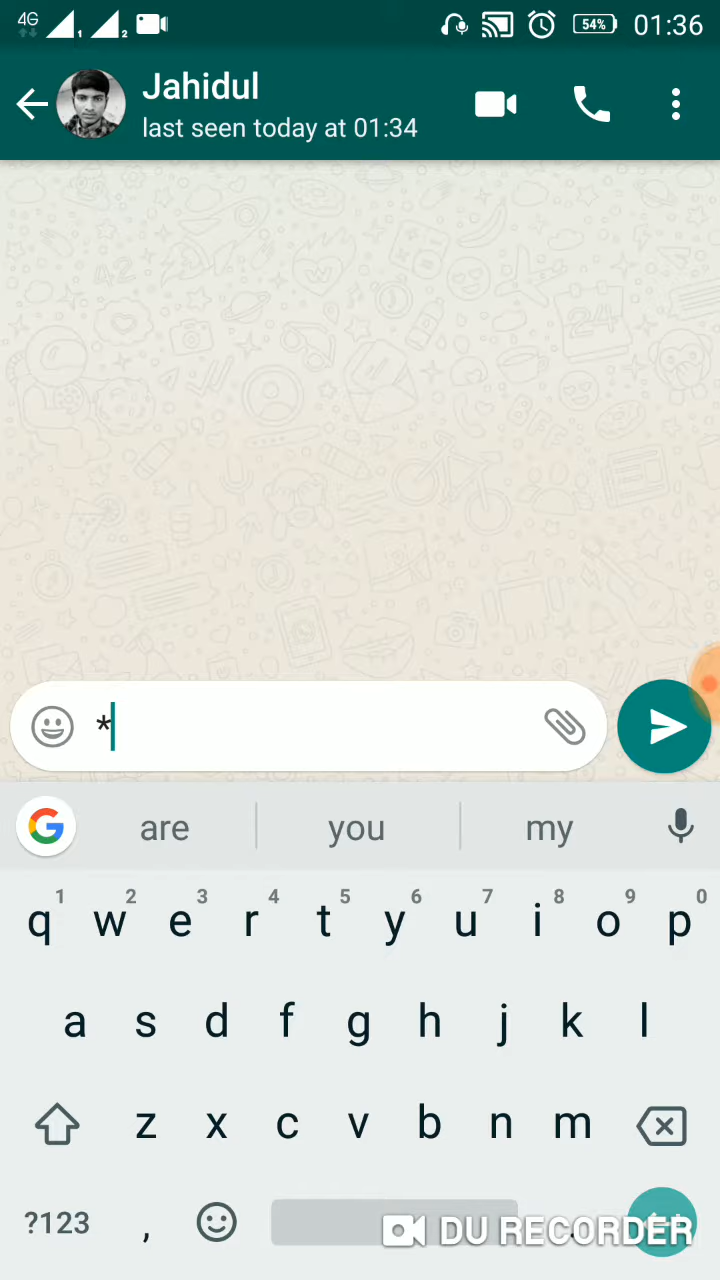 4G 1 2 54% 01:36
Jahidul
last seen today at 01:34
*
G are you my
1 2 3 4 5 6 7 8 9 0
q w e r t y u i o p
a s d f g h j k l
z x c v b n m
?123 , .
DU RECORDER